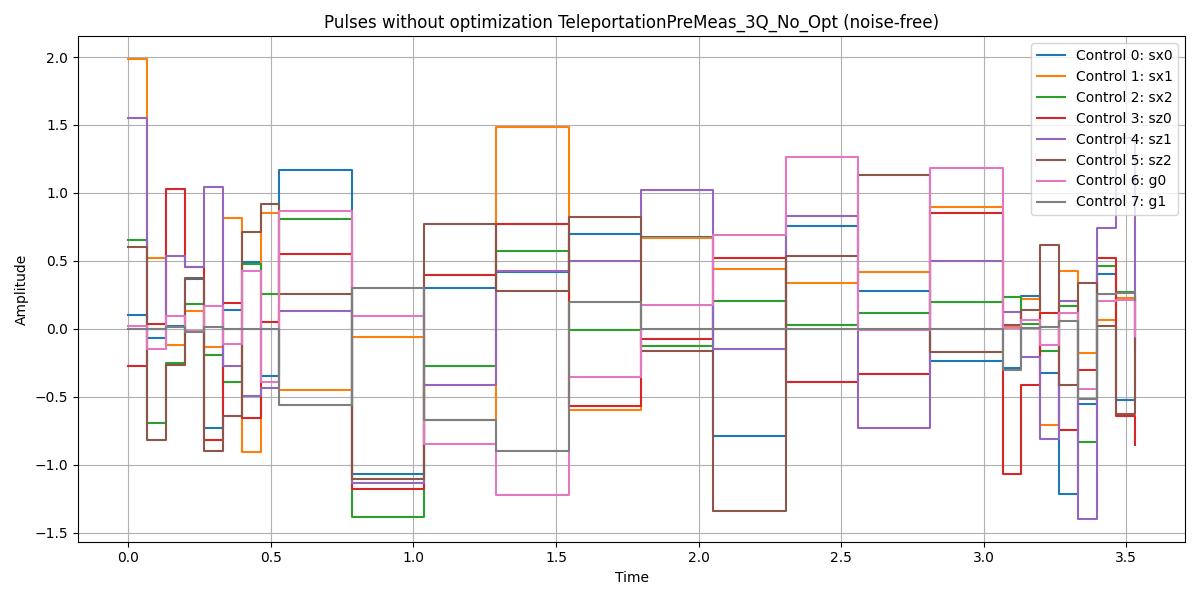 Pulses without optimization TeleportationPreMeas_3Q_No_Opt (noise-free)
Amplitude
2.0
1.5
1.0
0.5
0.0
−0.5
−1.0
−1.5
Control 0: sx0
Control 1: sx1
Control 2: sx2
Control 3: sz0
Control 4: sz1
Control 5: sz2
Control 6: g0
Control 7: g1
0.0 0.5 1.0 1.5 2.0 2.5 3.0 3.5
Time